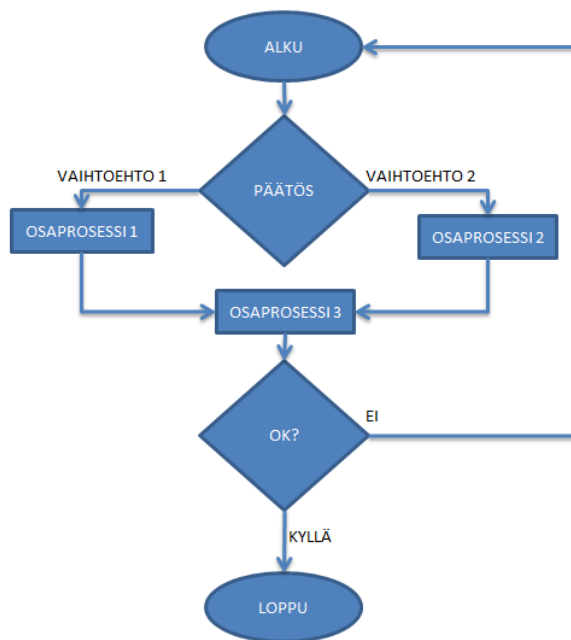 ALKU
VAIHTOEHTO 1
PÄÄTÖS
VAIHTOEHTO 2
OSAPROSESSI 1
OSAPROSESSI 2
OSAPROSESSI 3
EI
OK?
KYLLÄ
LOPPU